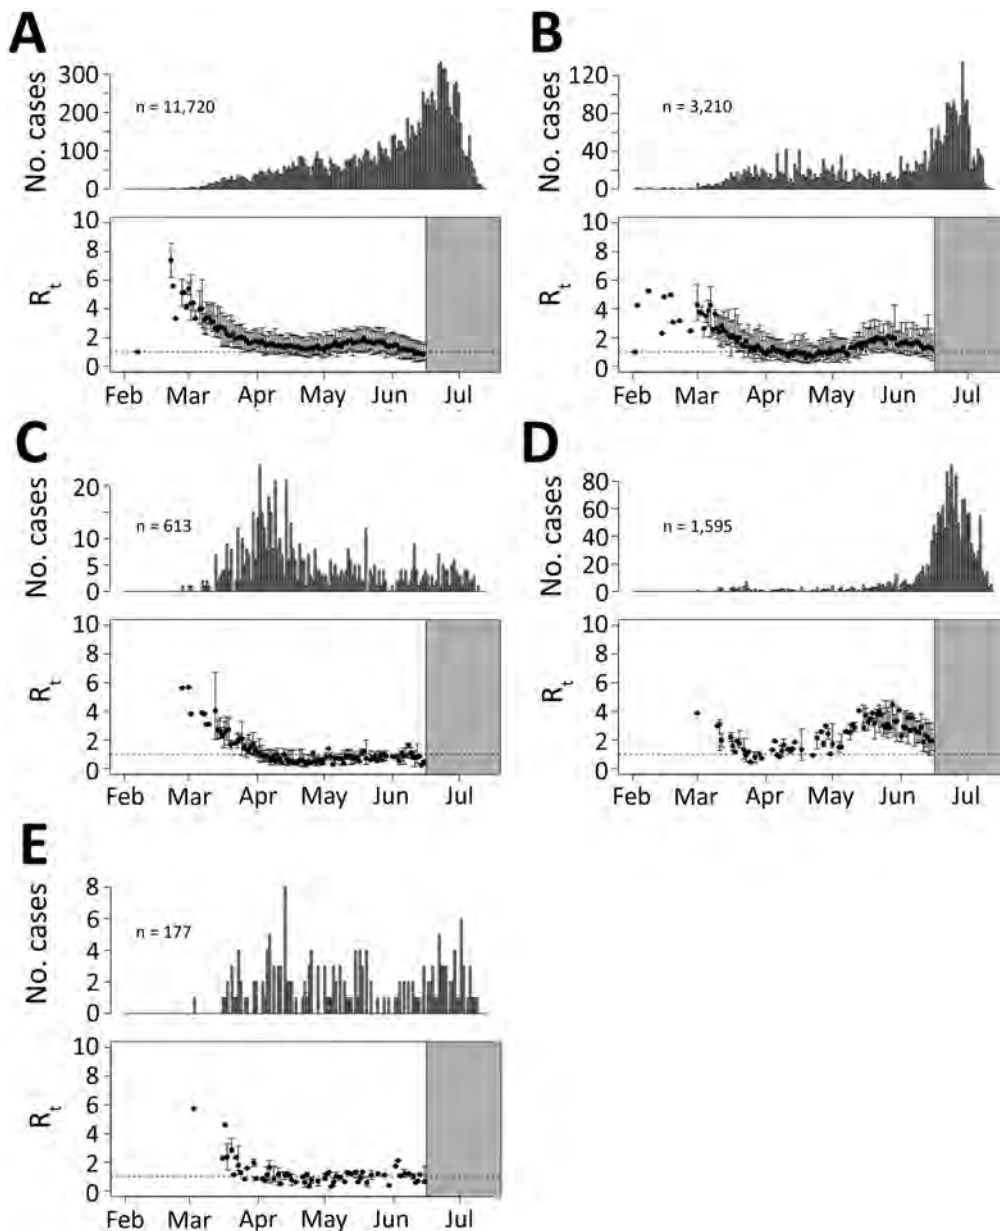 A
B
No. cases
300
200
100
0
n = 11,720
No. cases
120
80
40
0
n = 3,210
Rt
10
8
6
4
2
0
Feb Mar Apr May Jun Jul
Rt
10
8
6
4
2
0
Feb Mar Apr May Jun Jul
C
D
No. cases
20
10
5
0
n = 613
No. cases
80
60
40
20
0
n = 1,595
Rt
10
8
6
4
2
0
Feb Mar Apr May Jun Jul
Rt
10
8
6
4
2
0
Feb Mar Apr May Jun Jul
E
No. cases
8
6
4
2
0
n = 177
Rt
10
8
6
4
2
0
Feb Mar Apr May Jun Jul